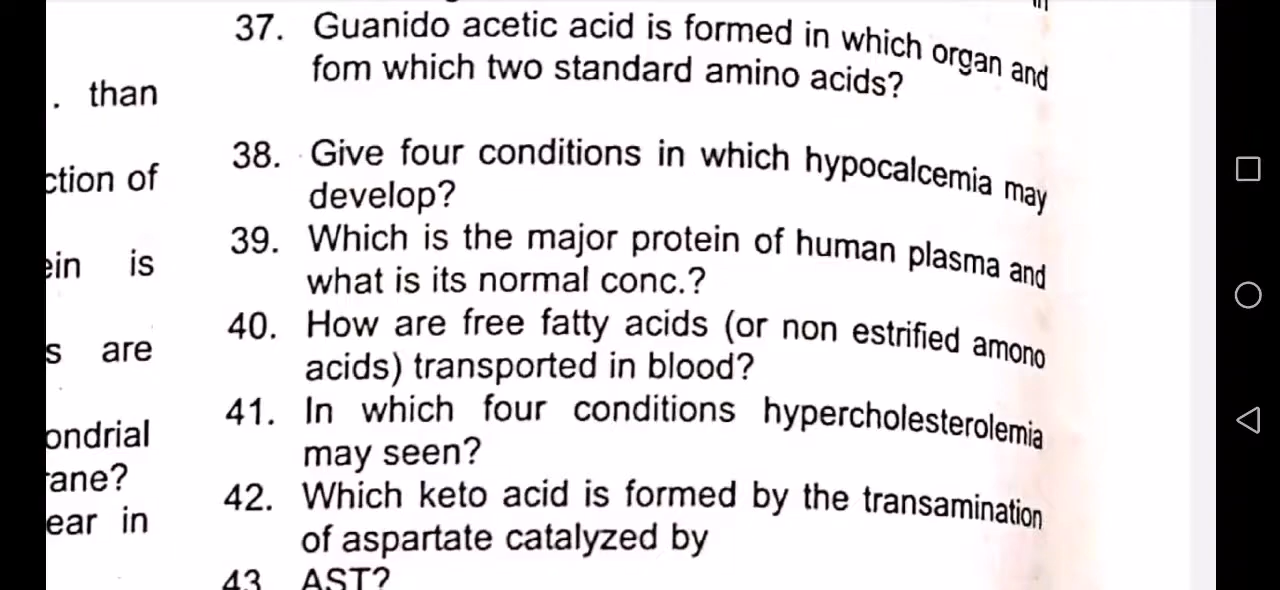 . than
ction of
ein is
s are
ondrial
rane?
ear in
37. Guanido acetic acid is formed in which organ and
fom which two standard amino acids?
38. Give four conditions in which hypocalcemia may
develop?
39. Which is the major protein of human plasma and
what is its normal conc.?
40. How are free fatty acids (or non estrified amono
acids) transported in blood?
41. In which four conditions hypercholesterolemia
may seen?
42. Which keto acid is formed by the transamination
of aspartate catalyzed by
43 AST?